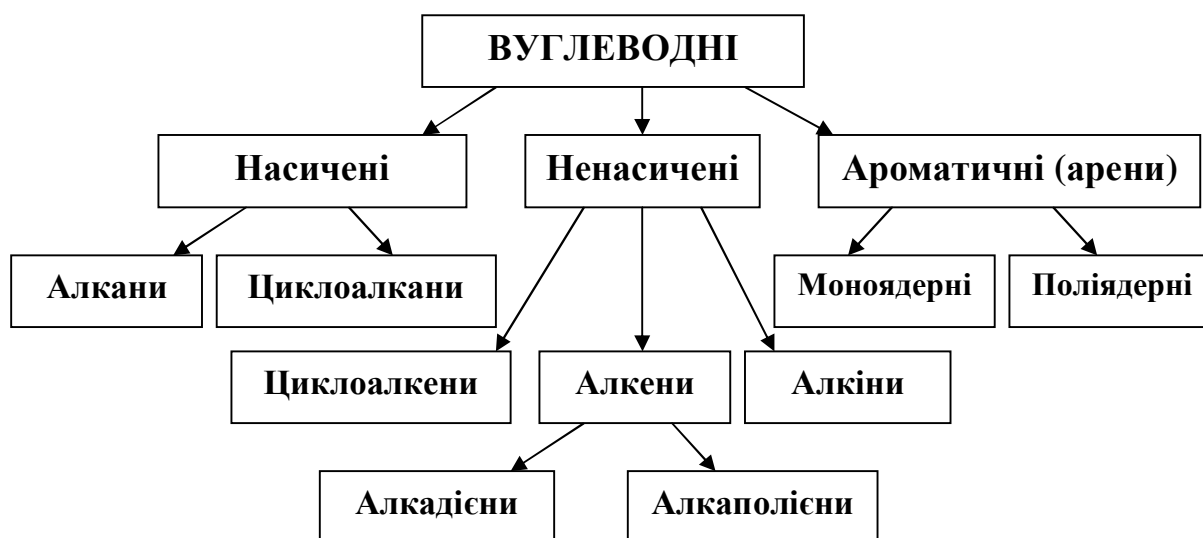 ВУГЛЕВОДНІ
Насичені
Ненасичені
Ароматичні (арени)
Алкани
Циклоалкани
Моноядерні
Поліядерні
Циклоалкени
Алкени
Алкіни
Алкадієни
Алкаполієни